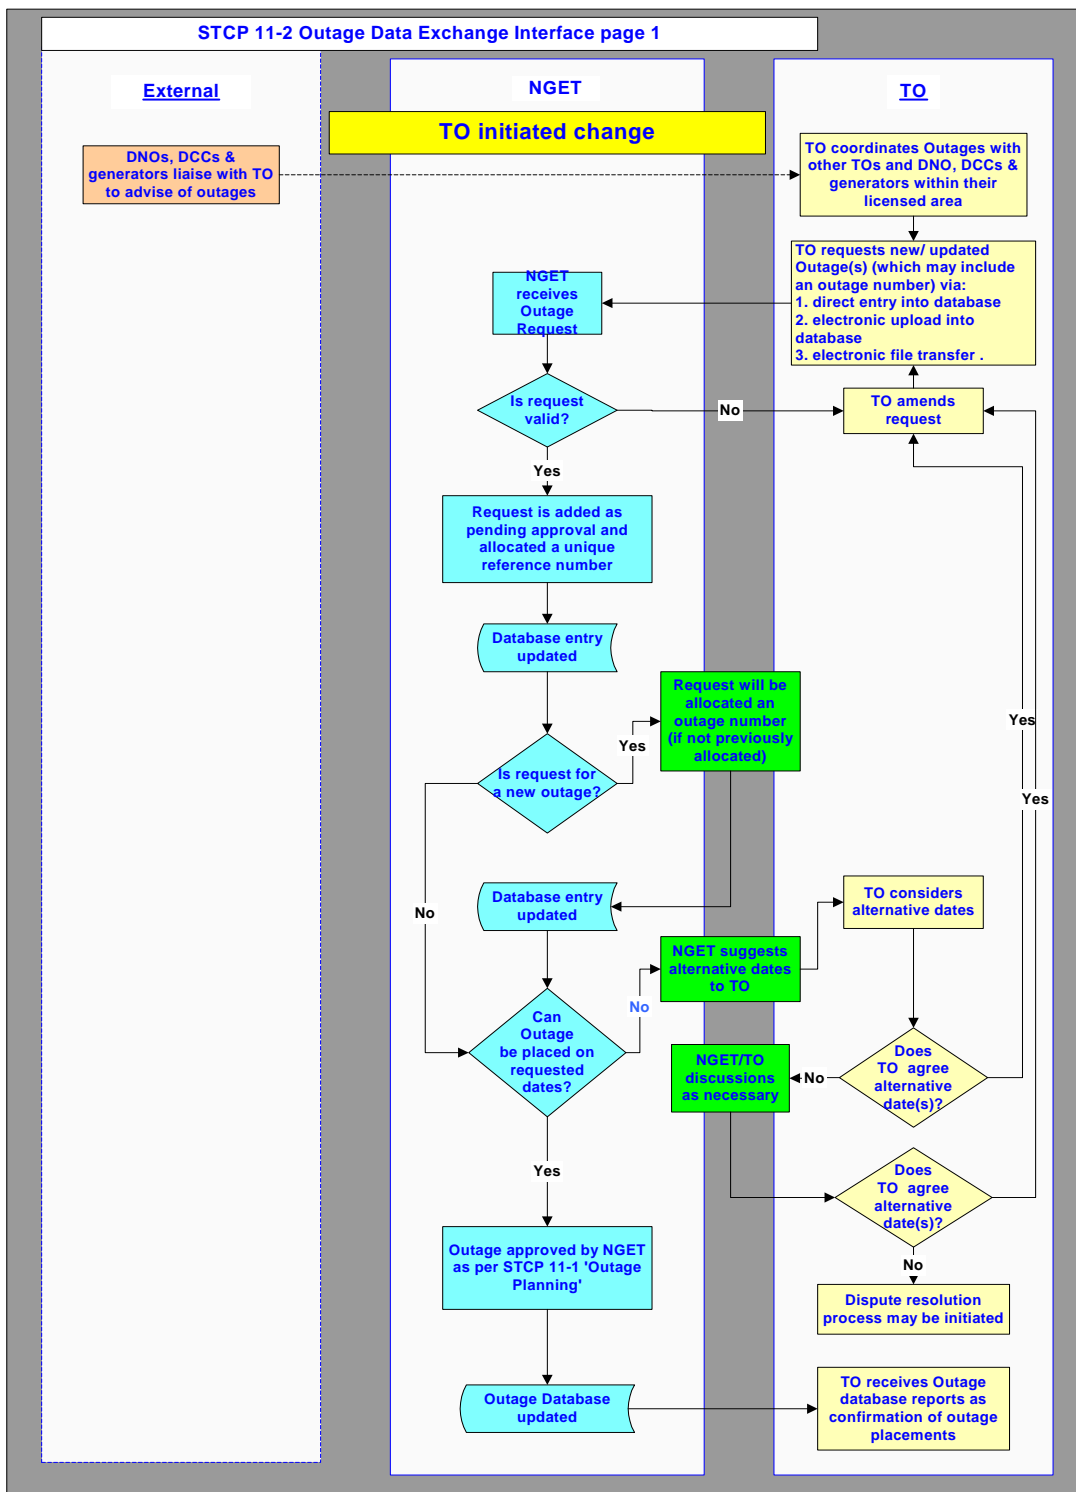 STCP 11-2 Outage Data Exchange Interface page 1
External
NGET
TO
TO initiated change
DNOs, DCCs &
generators liaise with TO
to advise of outages
TO coordinates Outages with
other TOs and DNO, DCCs &
generators within their
licensed area
TO requests new/ updated
Outage(s) (which may include
an outage number) via:
1. direct entry into database
2. electronic upload into
database
3. electronic file transfer .
NGET
receives
Outage
Request
Is request
valid?
No
TO amends
request
Yes
Request is added as
pending approval and
allocated a unique
reference number
Database entry
updated
Request will be
allocated an
outage number
(if not previously
allocated)
Yes
Yes
Is request for
a new outage?
Yes
No
Database entry
updated
TO considers
alternative dates
NGET suggests
alternative dates
to TO
No
Can
Outage
be placed on
requested
dates?
NGET/TO
discussions
as necessary
No
Does
TO  agree
alternative
date(s)?
Yes
Does
TO  agree
alternative
date(s)?
No
Outage approved by NGET
as per STCP 11-1 'Outage
Planning'
Dispute resolution
process may be initiated
Outage Database
updated
TO receives Outage
database reports as
confirmation of outage
placements